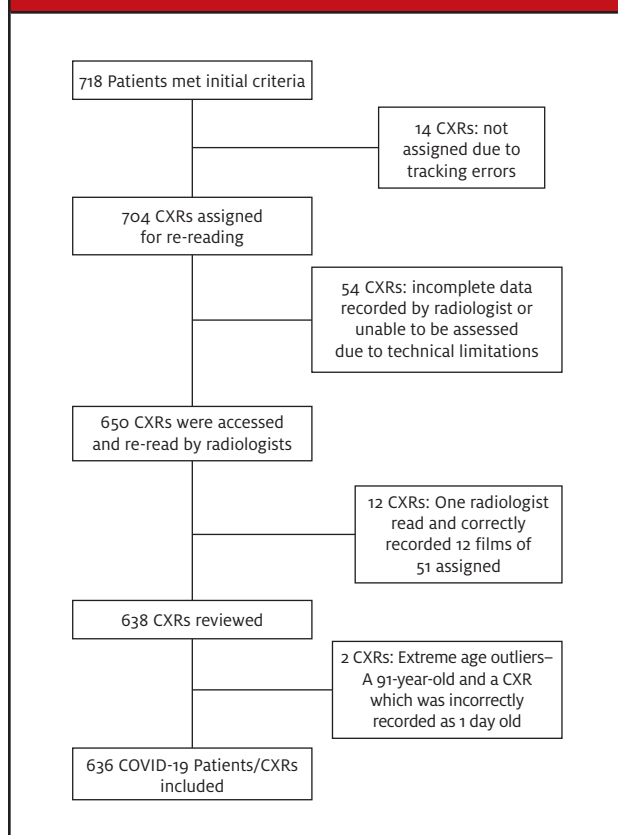 718 Patients met initial criteria
14 CXRs: not
assigned due to
tracking errors
704 CXRs assigned
for re-reading
54 CXRs: incomplete data
recorded by radiologist or
unable to be assessed
due to technical limitations
650 CXRs were accessed
and re-read by radiologists
12 CXRs: One radiologist
read and correctly
recorded 12 films of
51 assigned
638 CXRs reviewed
2 CXRs: Extreme age outliers–
A 91-year-old and a CXR
which was incorrectly
recorded as 1 day old
636 COVID-19 Patients/CXRs
included